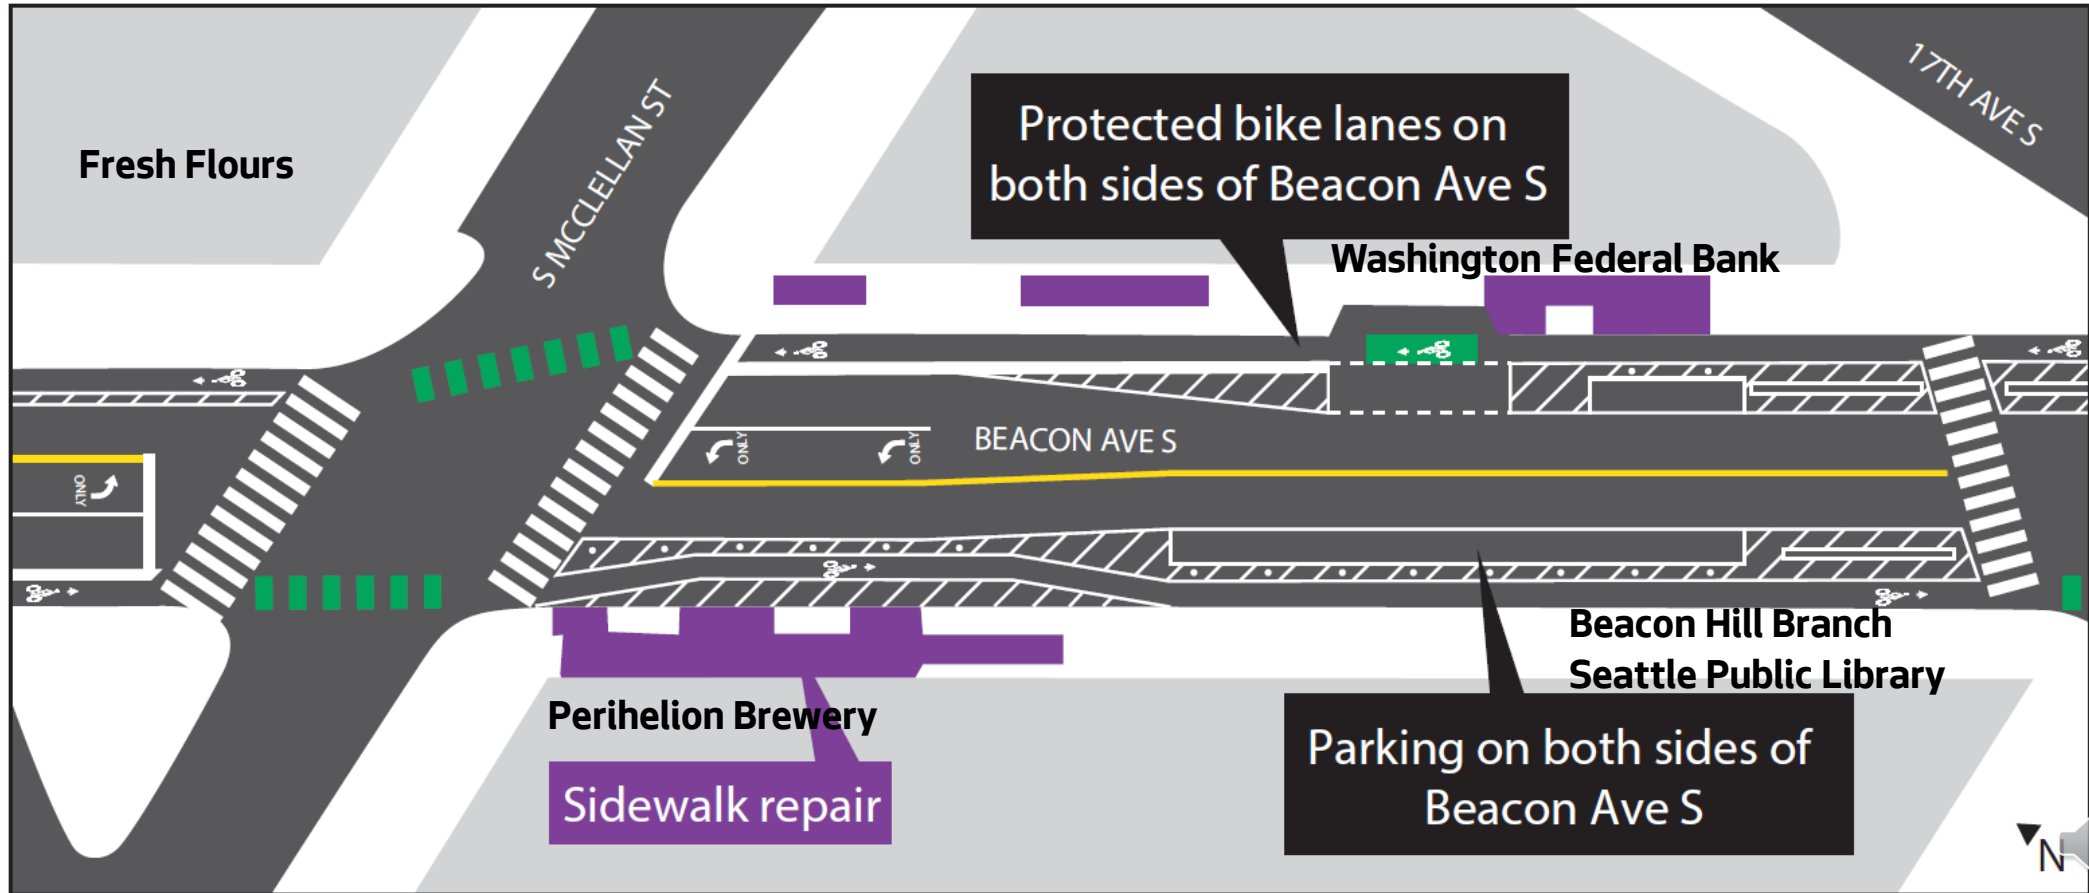 17TH AVE S
S MCCLELLAN ST
Fresh Flours
Protected bike lanes on
both sides of Beacon Ave S
Washington Federal Bank
BEACON AVE S
ONLY
ONLY
ONLY
Beacon Hill Branch
Seattle Public Library
Perihelion Brewery
Sidewalk repair
Parking on both sides of
Beacon Ave S
N